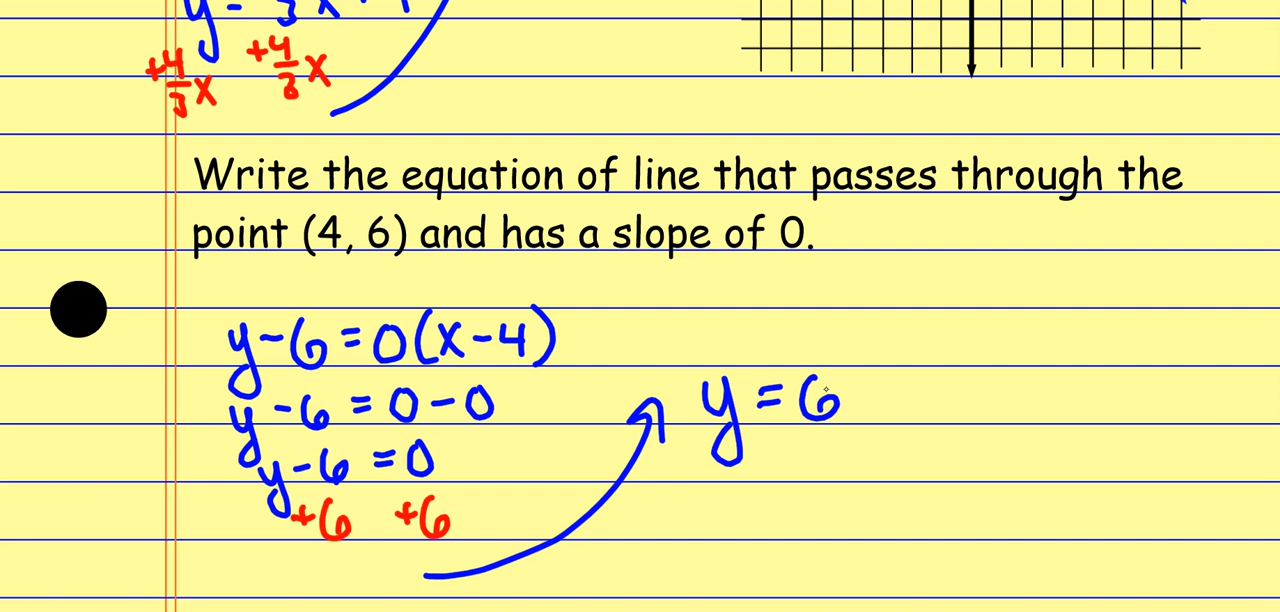 +4/3x +4/3x
Write the equation of line that passes through the
point (4, 6) and has a slope of 0.
y-6=0(x-4)
y-6=0-0
y-6=0
+6 +6
y=6